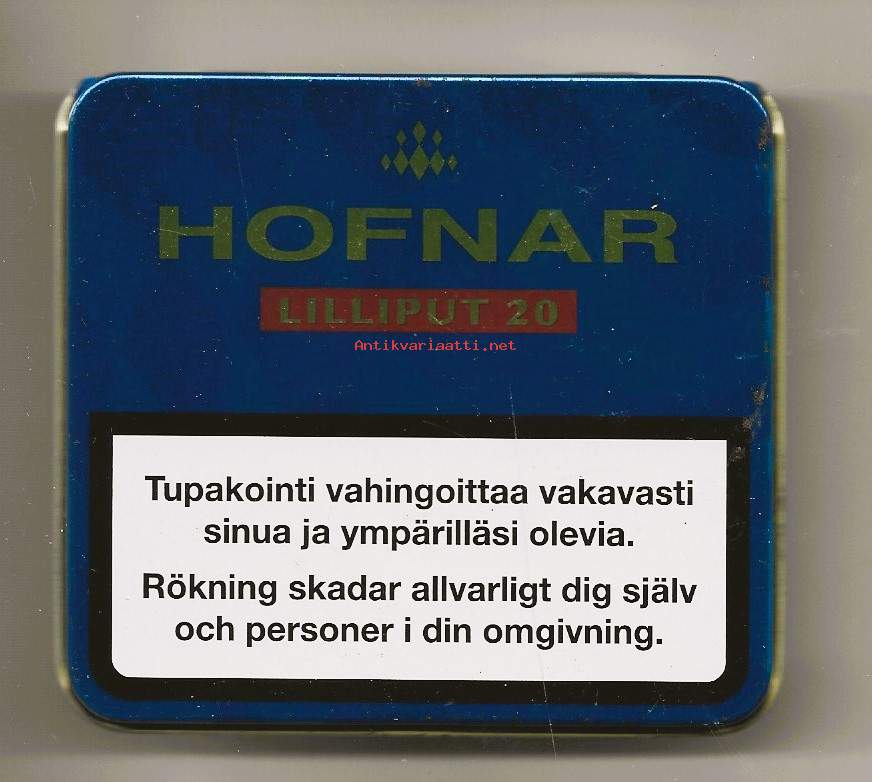 HOFNAR
LILLIPUT 20
Antikvariaatti.net
Tupakointi vahingoittaa vakavasti
sinua ja ympärilläsi olevia.
Rökning skadar allvarligt dig själv
och personer i din omgivning.